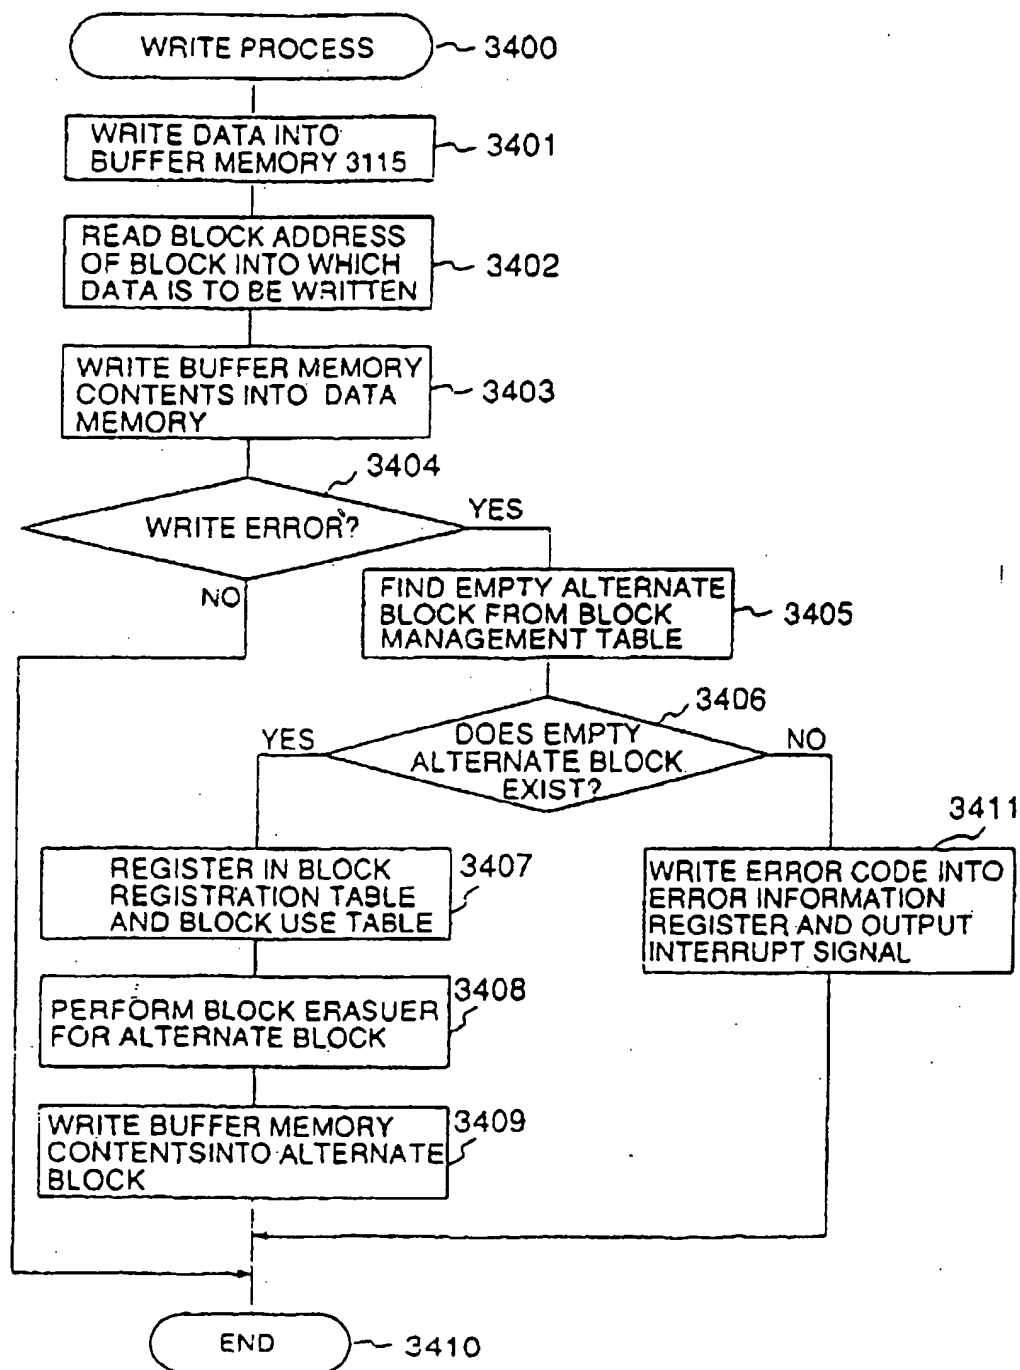 WRITE PROCESS
3400
WRITE DATA INTO
BUFFER MEMORY 3115
3401
READ BLOCK ADDRESS
OF BLOCK INTO WHICH
DATA IS TO BE WRITTEN
3402
WRITE BUFFER MEMORY
CONTENTS INTO DATA
MEMORY
3403
3404
WRITE ERROR?
YES
NO
FIND EMPTY ALTERNATE
BLOCK FROM BLOCK
MANAGEMENT TABLE
3405
3406
DOES EMPTY
ALTERNATE BLOCK
EXIST?
YES
NO
3407
REGISTER IN BLOCK
REGISTRATION TABLE
AND BLOCK USE TABLE
3411
WRITE ERROR CODE INTO
ERROR INFORMATION
REGISTER AND OUTPUT
INTERRUPT SIGNAL
3408
PERFORM BLOCK ERASUER
FOR ALTERNATE BLOCK
3409
WRITE BUFFER MEMORY
CONTENTSINTO ALTERNATE
BLOCK
END
3410